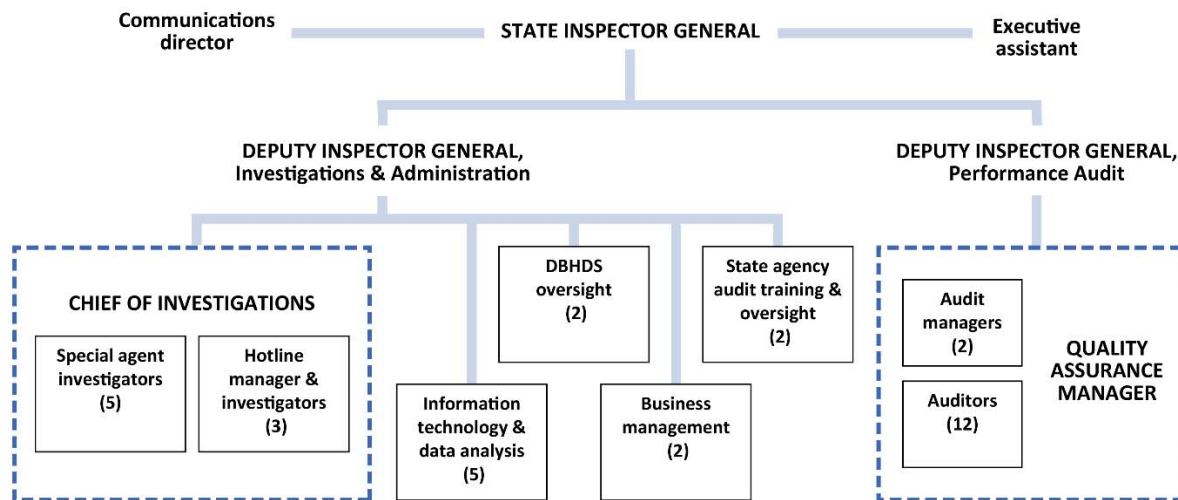 Communications
director
STATE INSPECTOR GENERAL
Executive
assistant
DEPUTY INSPECTOR GENERAL,
Investigations & Administration
DEPUTY INSPECTOR GENERAL,
Performance Audit
CHIEF OF INVESTIGATIONS
Special agent
investigators
(5)
Hotline
manager &
investigators
(3)
Information
technology &
data analysis
(5)
DBHDS
oversight
(2)
Business
management
(2)
State agency
audit training &
oversight
(2)
Audit
managers
(2)
Auditors
(12)
QUALITY
ASSURANCE
MANAGER